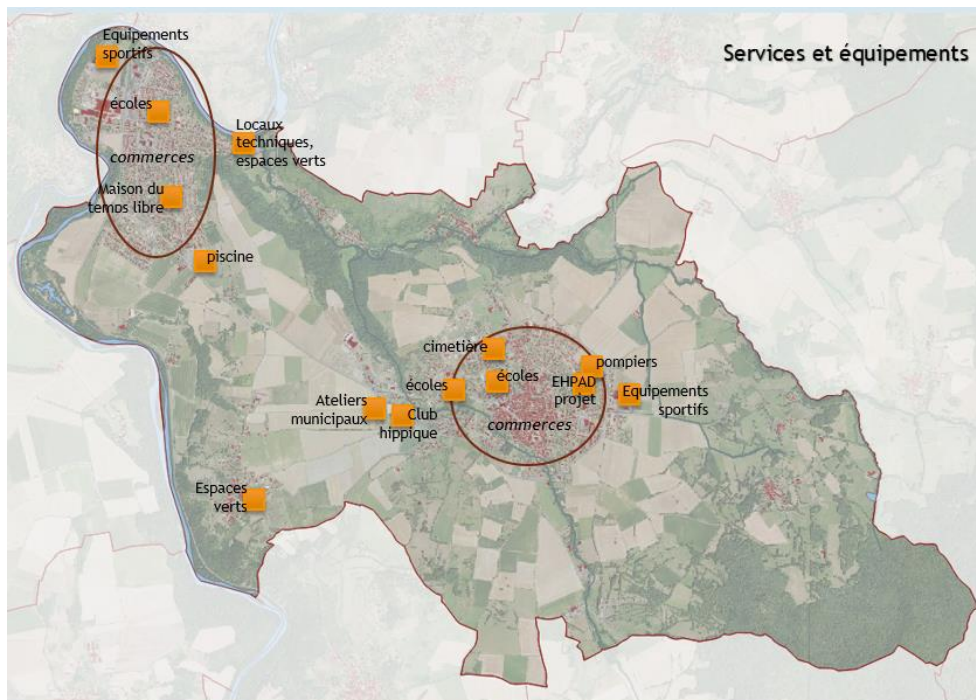 Services et équipements
Equipements
sportifs
écoles
commerces
Locaux
techniques,
espaces verts
Maison du
temps libre
piscine
cimetière
pompiers
écoles
écoles
EHPAD
projet
Equipements
sportifs
Ateliers
municipaux
Club
hippique
commerces
Espaces
verts